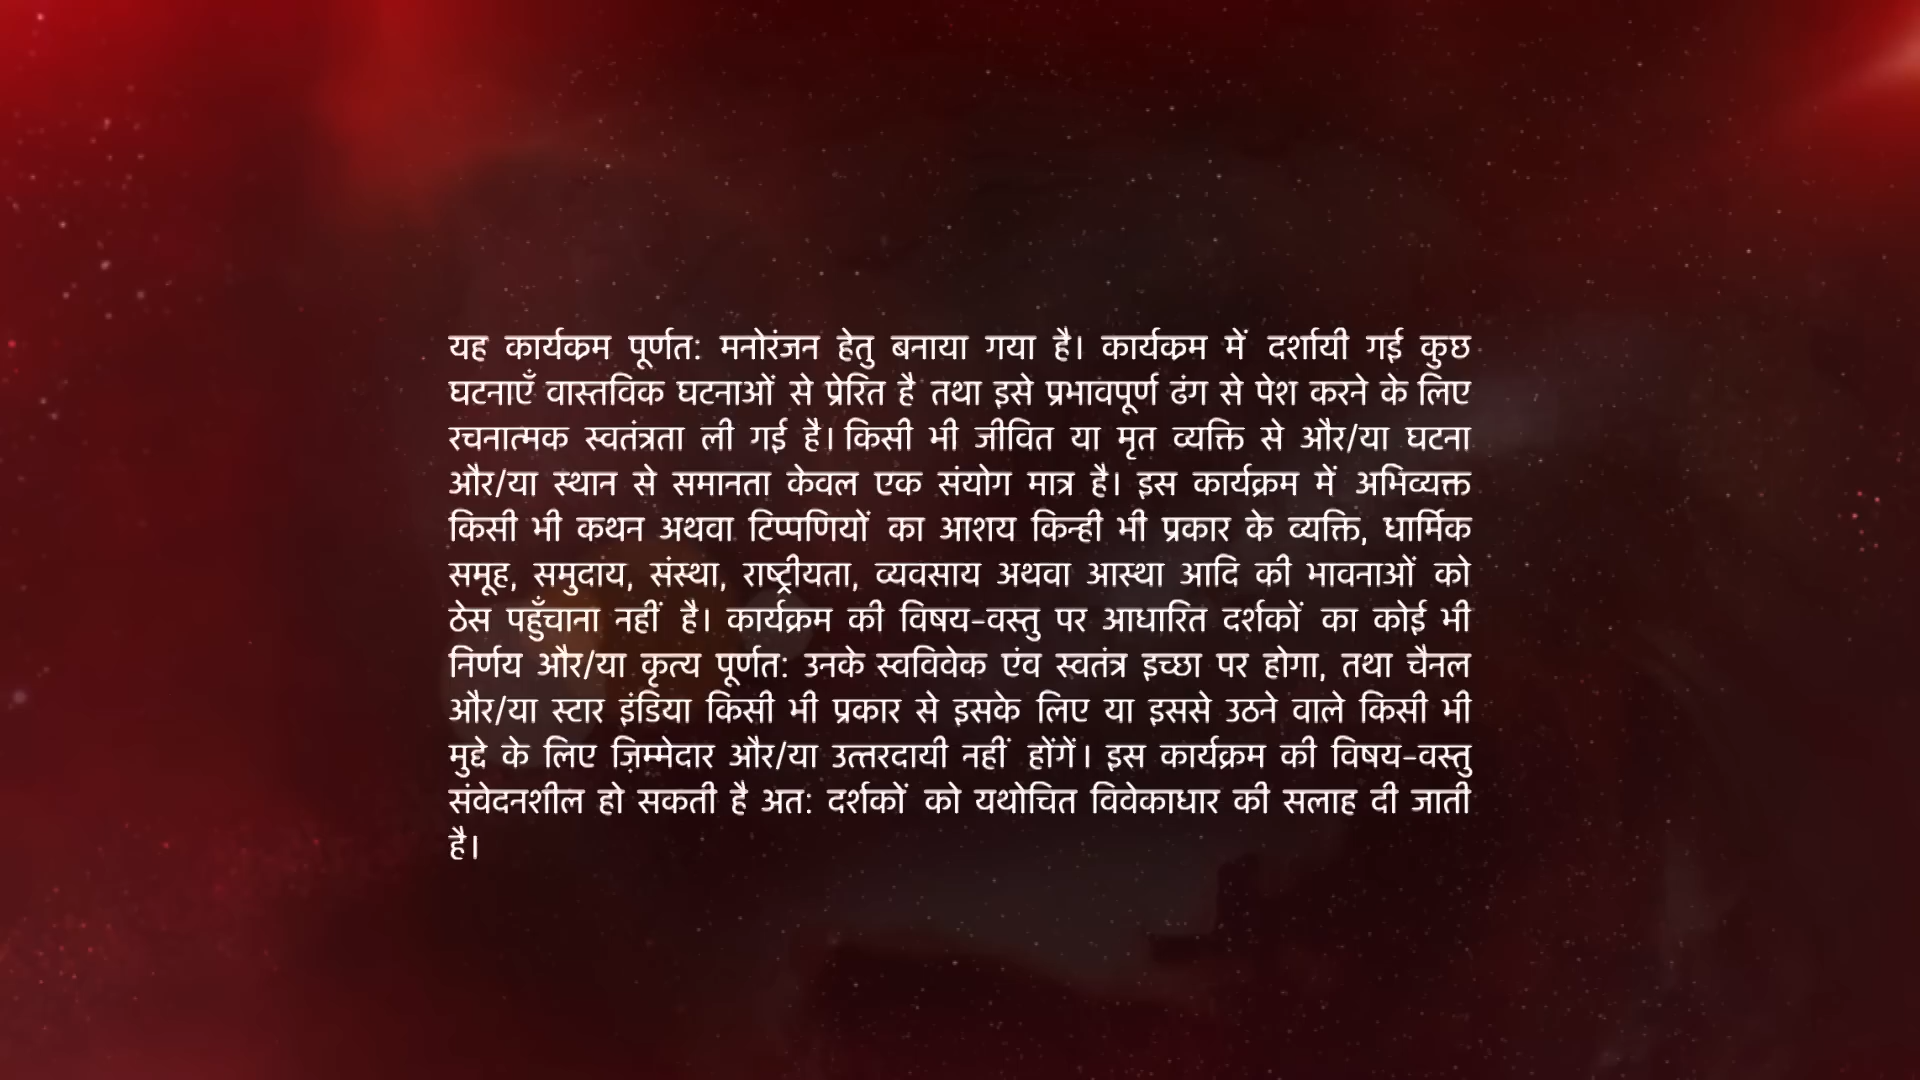 यह कार्यक्रम पूर्णत: मनोरंजन हेतु बनाया गया है। कार्यक्रम में दर्शायी गई कुछ
घटनाएँ वास्तविक घटनाओं से प्रेरित है तथा इसे प्रभावपूर्ण ढंग से पेश करने के लिए
रचनात्मक स्वतंत्रता ली गई है। किसी भी जीवित या मृत व्यक्ति से और/या घटना
और/या स्थान से समानता केवल एक संयोग मात्र है। इस कार्यक्रम में अभिव्यक्त
किसी भी कथन अथवा टिप्पणियों का आशय किन्ही भी प्रकार के व्यक्ति, धार्मिक
समूह, समुदाय, संस्था, राष्ट्रीयता, व्यवसाय अथवा आस्था आदि की भावनाओं को
ठेस पहुँचाना नहीं है। कार्यक्रम की विषय-वस्तु पर आधारित दर्शकों का कोई भी
निर्णय और/या कृत्य पूर्णत: उनके स्वविवेक एंव स्वतंत्र इच्छा पर होगा, तथा चैनल
और/या स्टार इंडिया किसी भी प्रकार से इसके लिए या इससे उठने वाले किसी भी
मुद्दे के लिए ज़िम्मेदार और/या उत्तरदायी नहीं होंगें। इस कार्यक्रम की विषय-वस्तु
संवेदनशील हो सकती है अत: दर्शकों को यथोचित विवेकाधार की सलाह दी जाती
है।